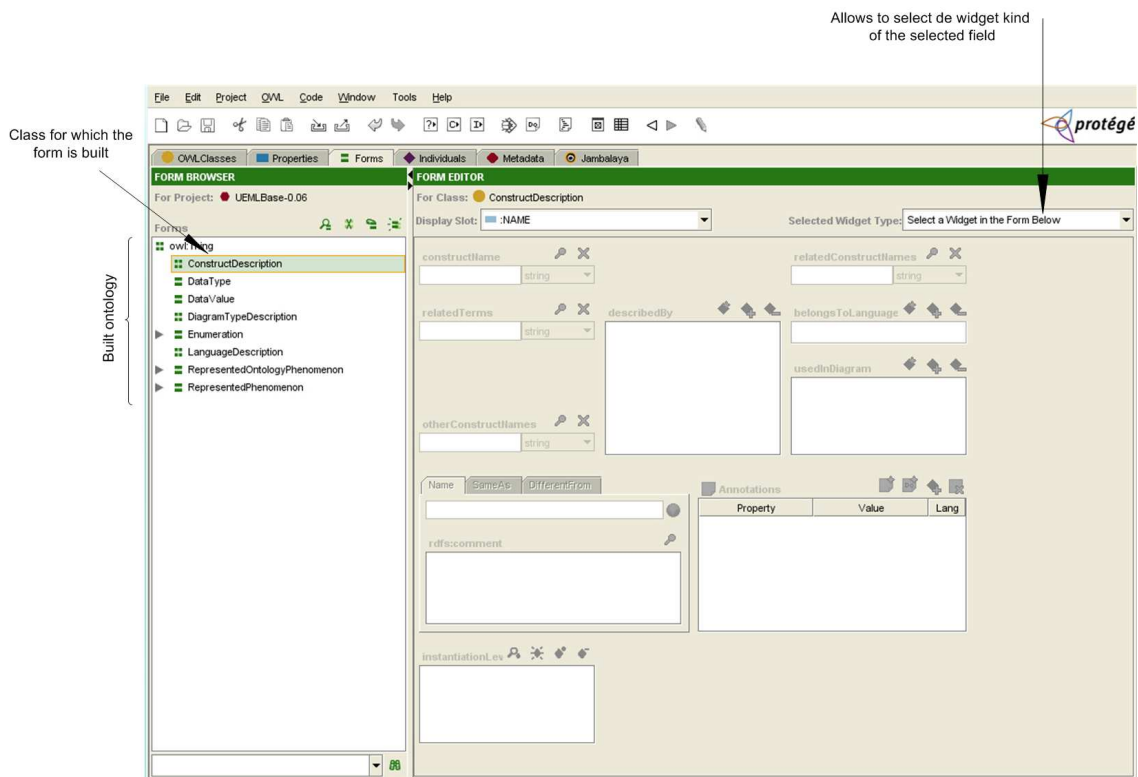 Allows to select de widget kind
of the selected field
Class for which the
form is built
Built ontology
File Edit Project OWL Code Window Tools Help
protégé
OWLClasses Properties Forms Individuals Metadata Jambalaya
FORM BROWSER
FORM EDITOR
For Project: UEMLBase-0.06
For Class: ConstructDescription
Forms
Display Slot: :NAME
Selected Widget Type: Select a Widget in the Form Below
owl:Thing
ConstructDescription
DataType
DataValue
DiagramTypeDescription
Enumeration
LanguageDescription
RepresentedOntologyPhenomenon
RepresentedPhenomenon
constructName
string
relatedConstructNames
string
relatedTerms
string
describedBy
belongsToLanguage
usedInDiagram
otherConstructNames
string
Name SameAs DifferentFrom
Annotations
Property Value Lang
rdfs:comment
instantiationLev